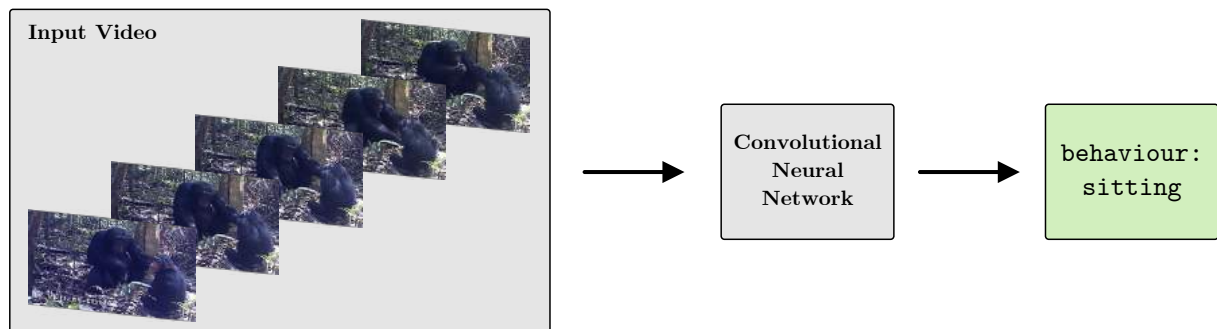 Input Video
Convolutional
Neural
Network
behaviour:
sitting